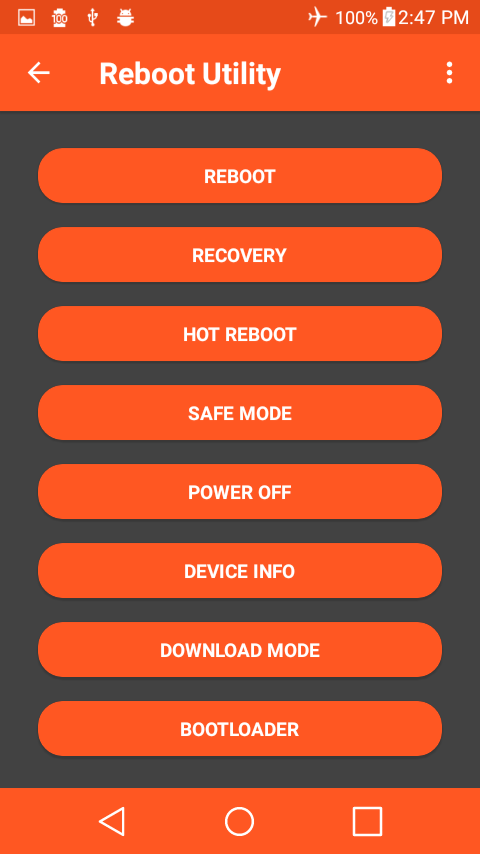 100 100% 2:47 PM
Reboot Utility
REBOOT
RECOVERY
HOT REBOOT
SAFE MODE
POWER OFF
DEVICE INFO
DOWNLOAD MODE
BOOTLOADER